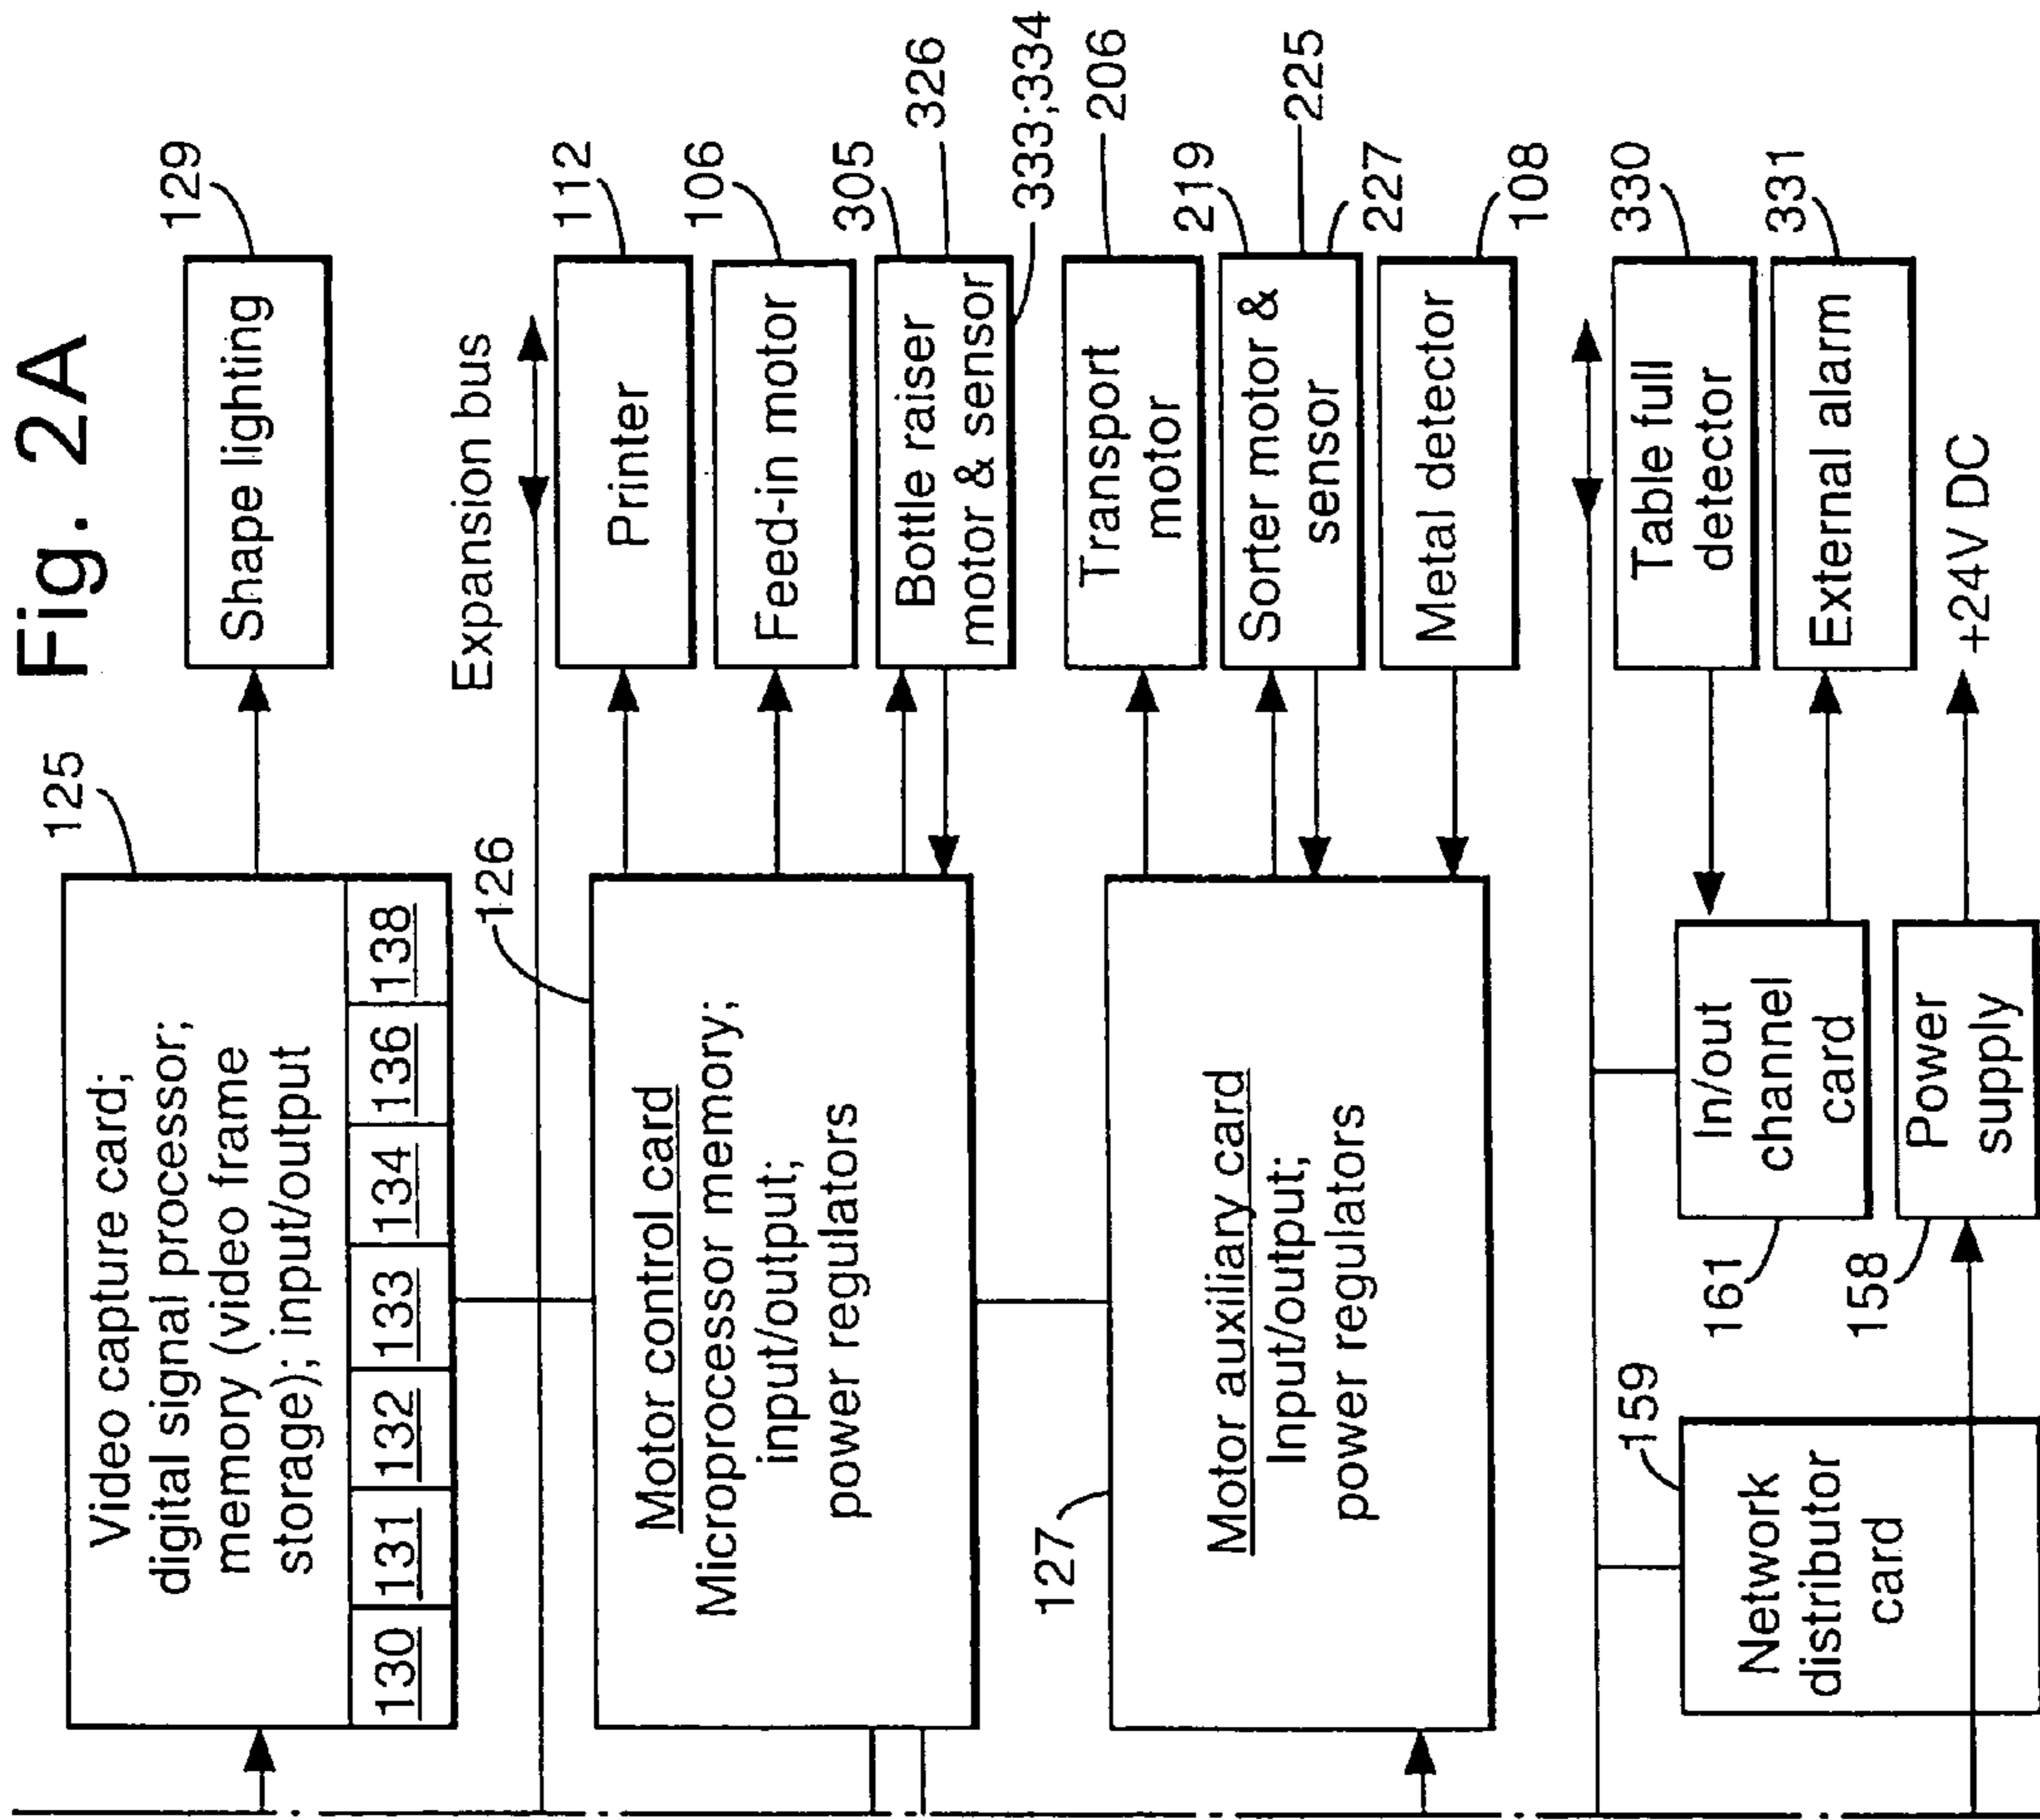 Fig. 2A
125
129
Video capture card;
digital signal processor;
memory (video frame
storage); input/output
130
131
132
133
134
136
138
Shape lighting
Expansion bus
126
Motor control card
Microprocessor memory;
input/output;
power regulators
Printer
112
Feed-in motor
106
Bottle raiser
motor & sensor
305
326
333;334
127
Motor auxiliary card
Input/output;
power regulators
Transport
motor
206
Sorter motor &
sensor
219
225
227
Metal detector
108
159
Network
distributor
card
161
In/out
channel
card
158
Power
supply
Table full
detector
330
External alarm
331
+24V DC